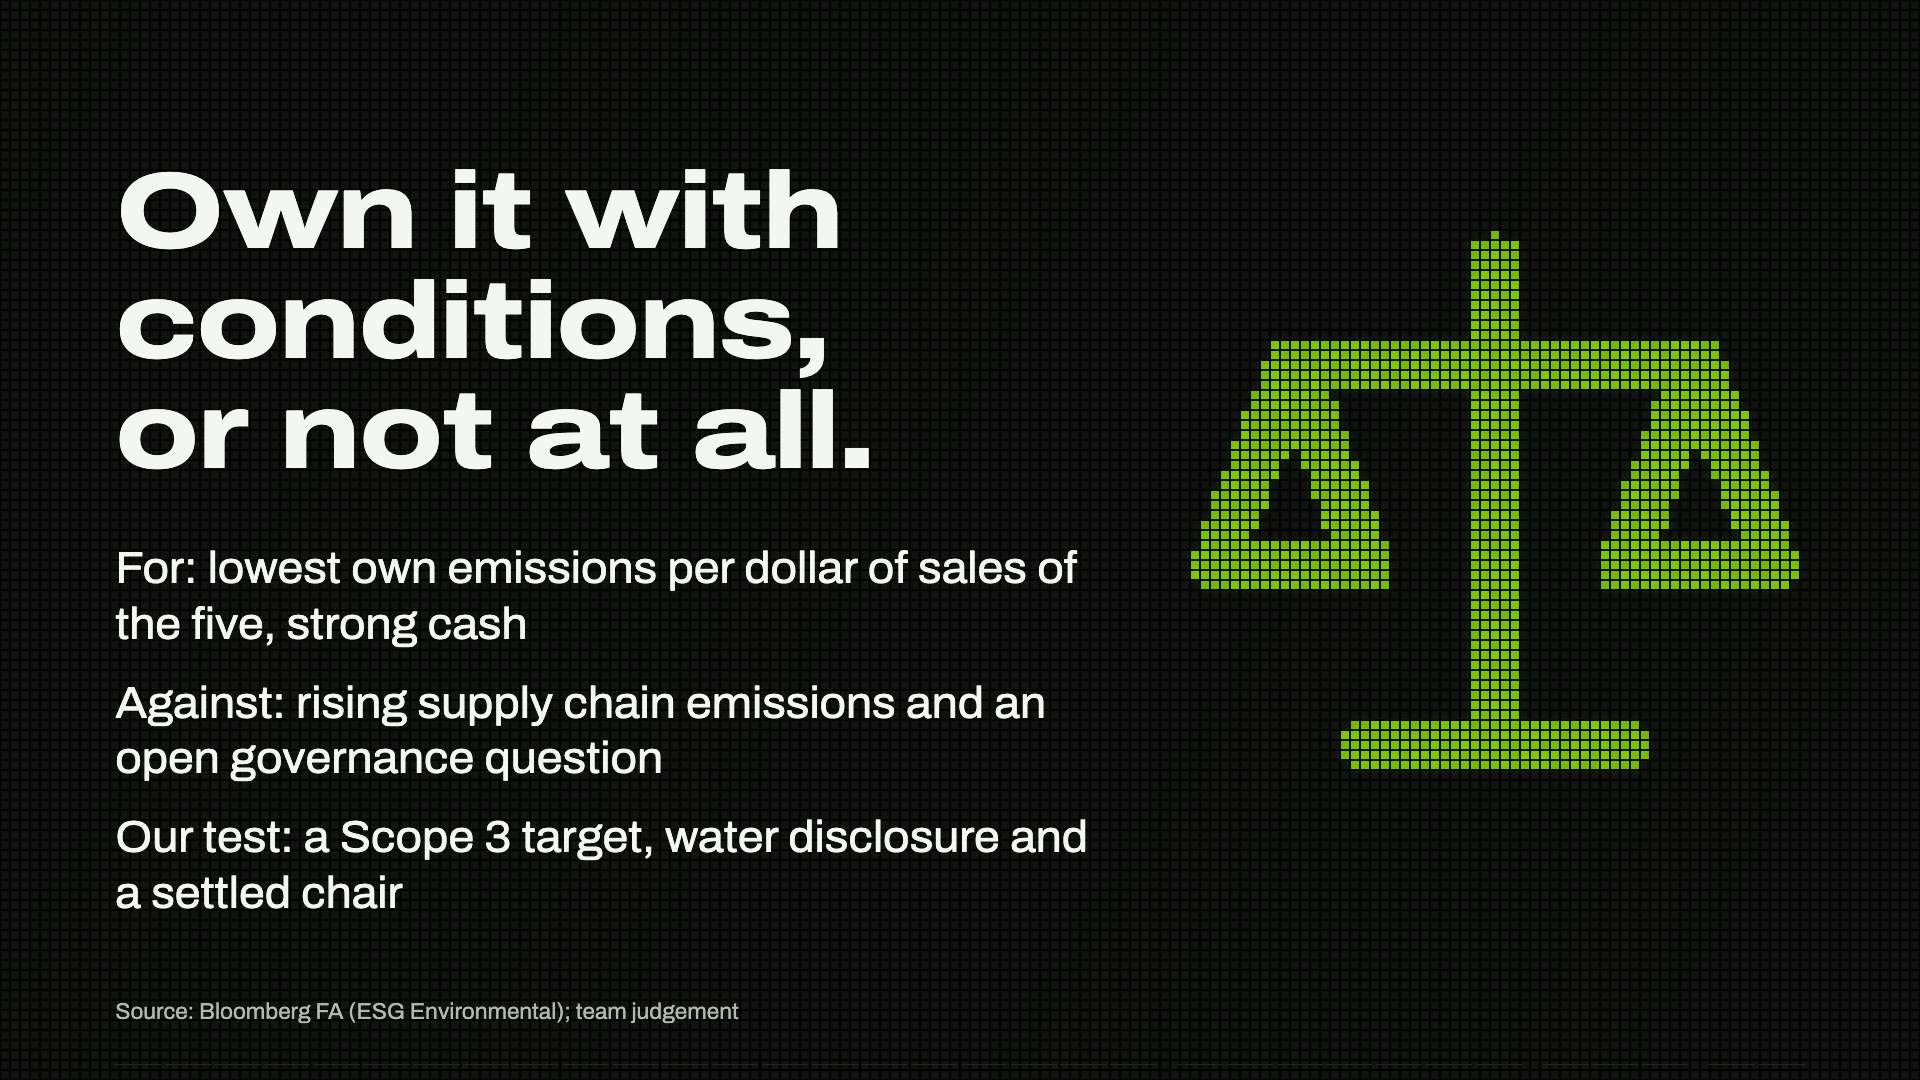 Own it with
conditions,
or not at all.
For: lowest own emissions per dollar of sales of
the five, strong cash
Against: rising supply chain emissions and an
open governance question
Our test: a Scope 3 target, water disclosure and
a settled chair
Source: Bloomberg FA (ESG Environmental); team judgement